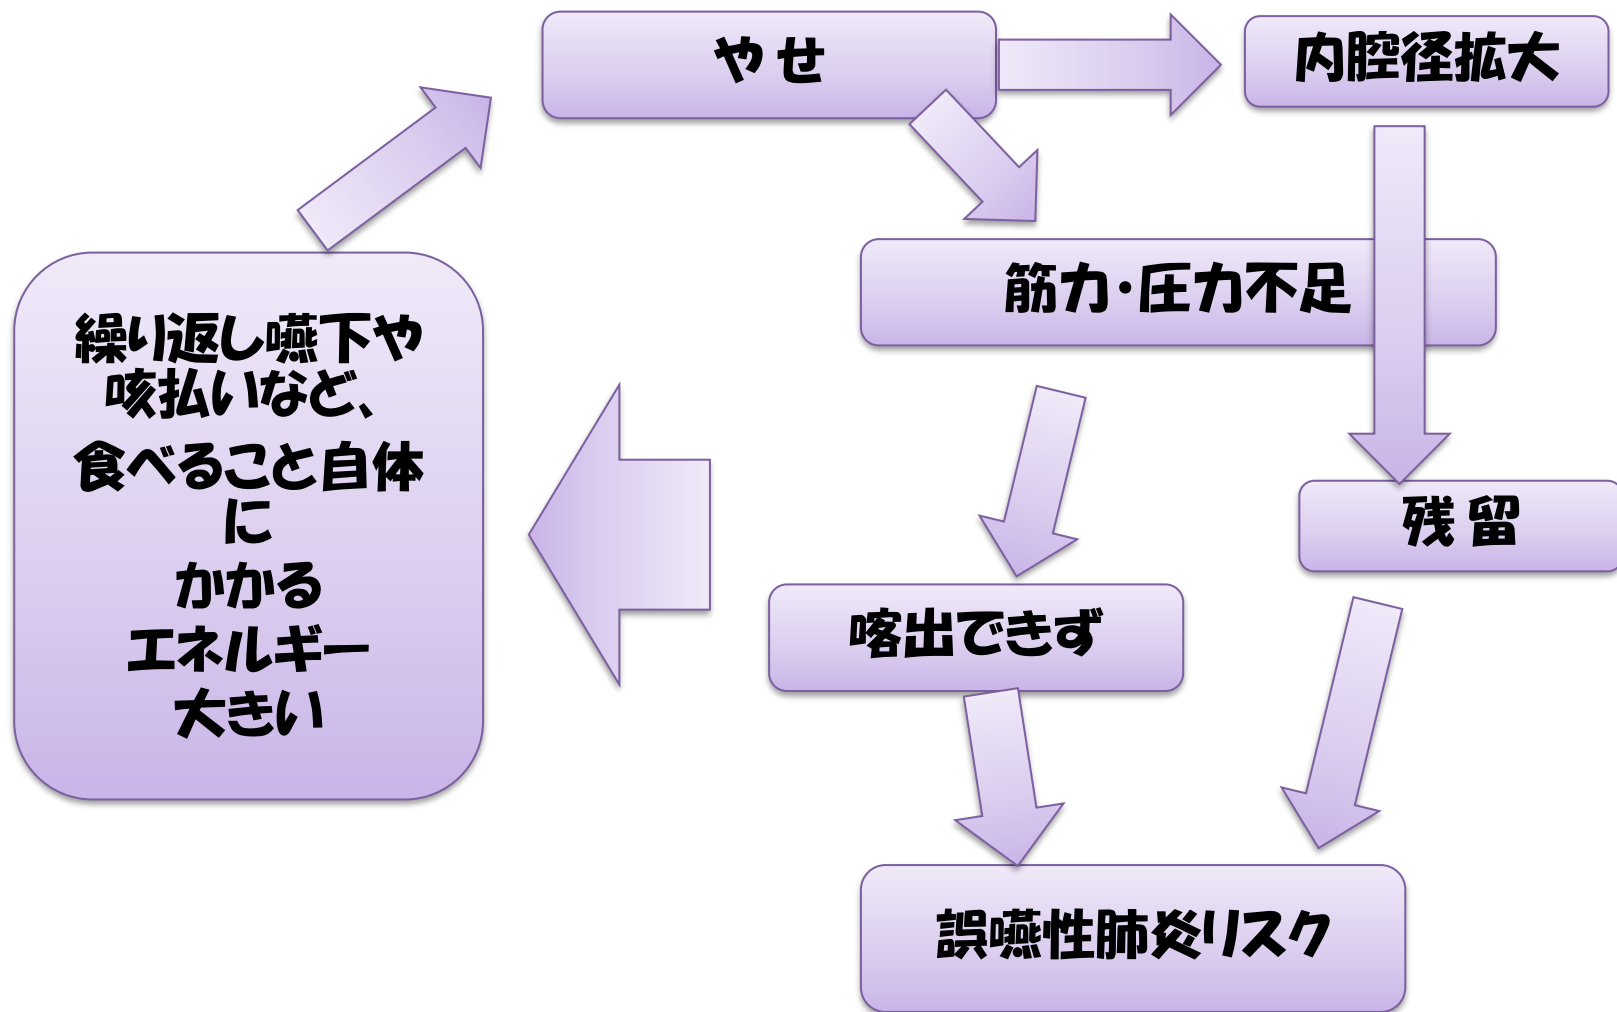 やせ
内腔径拡大
筋力・圧力不足
繰り返し嚥下や
咳払いなど、
食べること自体
に
かかる
エネルギー
大きい
残留
喀出できず
誤嚥性肺炎リスク